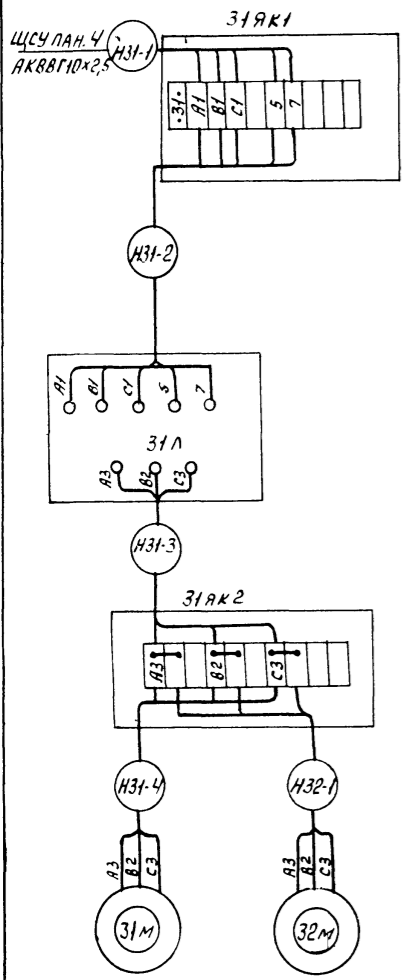 31ЯК1
ЩСУ ПАН. 4
АКВВГ10×2,5
Н31-1
·31· А1 В1 С1 5 7
Н31-2
А1 В1 С1 5 7
31Л
А3 В2 С3
Н31-3
31ЯК2
А3 В2 С3
Н31-4 Н32-1
А3 В2 С3 А3 В2 С3
31М 32М